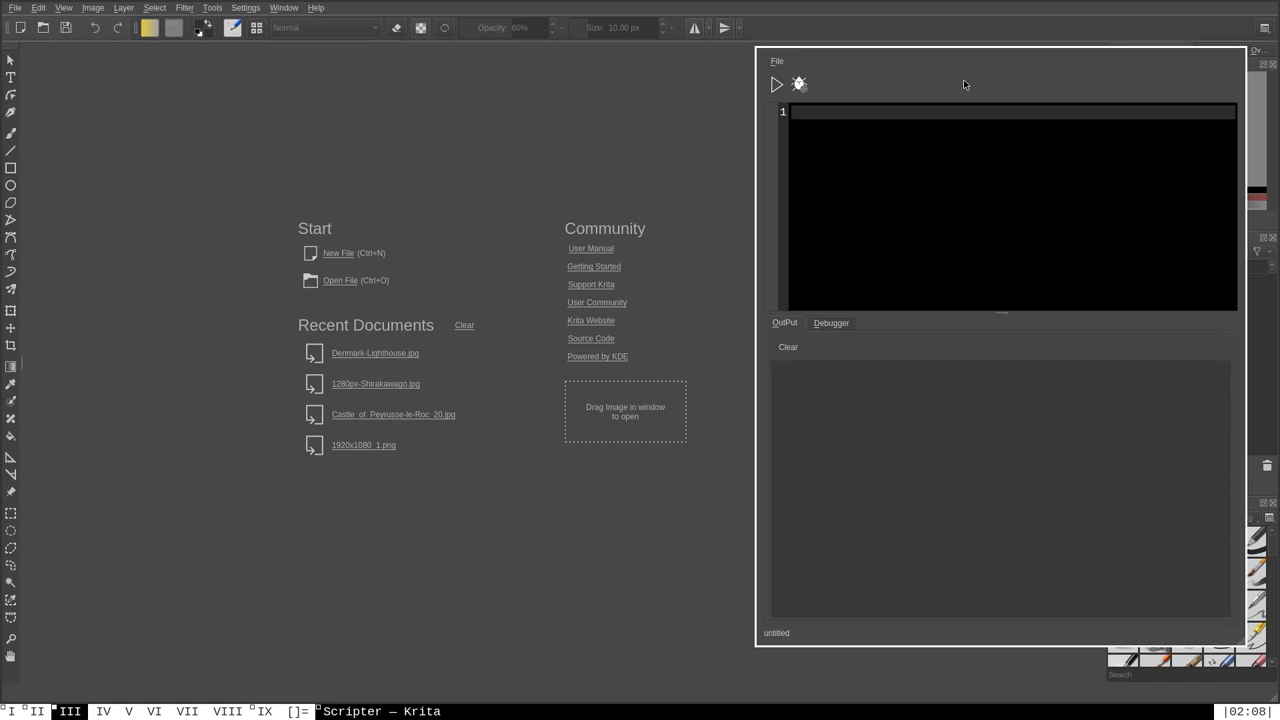 File Edit View Image Layer Select Filter Tools Settings Window Help
Normal
Opacity: 60%
Size: 10.00 px
Ov...
File
1
Start
New File (Ctrl+N)
Open File (Ctrl+O)
Recent Documents
Clear
Denmark-Lighthouse.jpg
1280px-Shirakawago.jpg
Castle_of_Peyrusse-le-Roc_20.jpg
1920x1080_1.png
Community
User Manual
Getting Started
Support Krita
User Community
Krita Website
Source Code
Powered by KDE
Drag Image in window
to open
OutPut Debugger
Clear
untitled
Search
I II III IV V VI VII VIII IX []= Scripter — Krita |02:08|